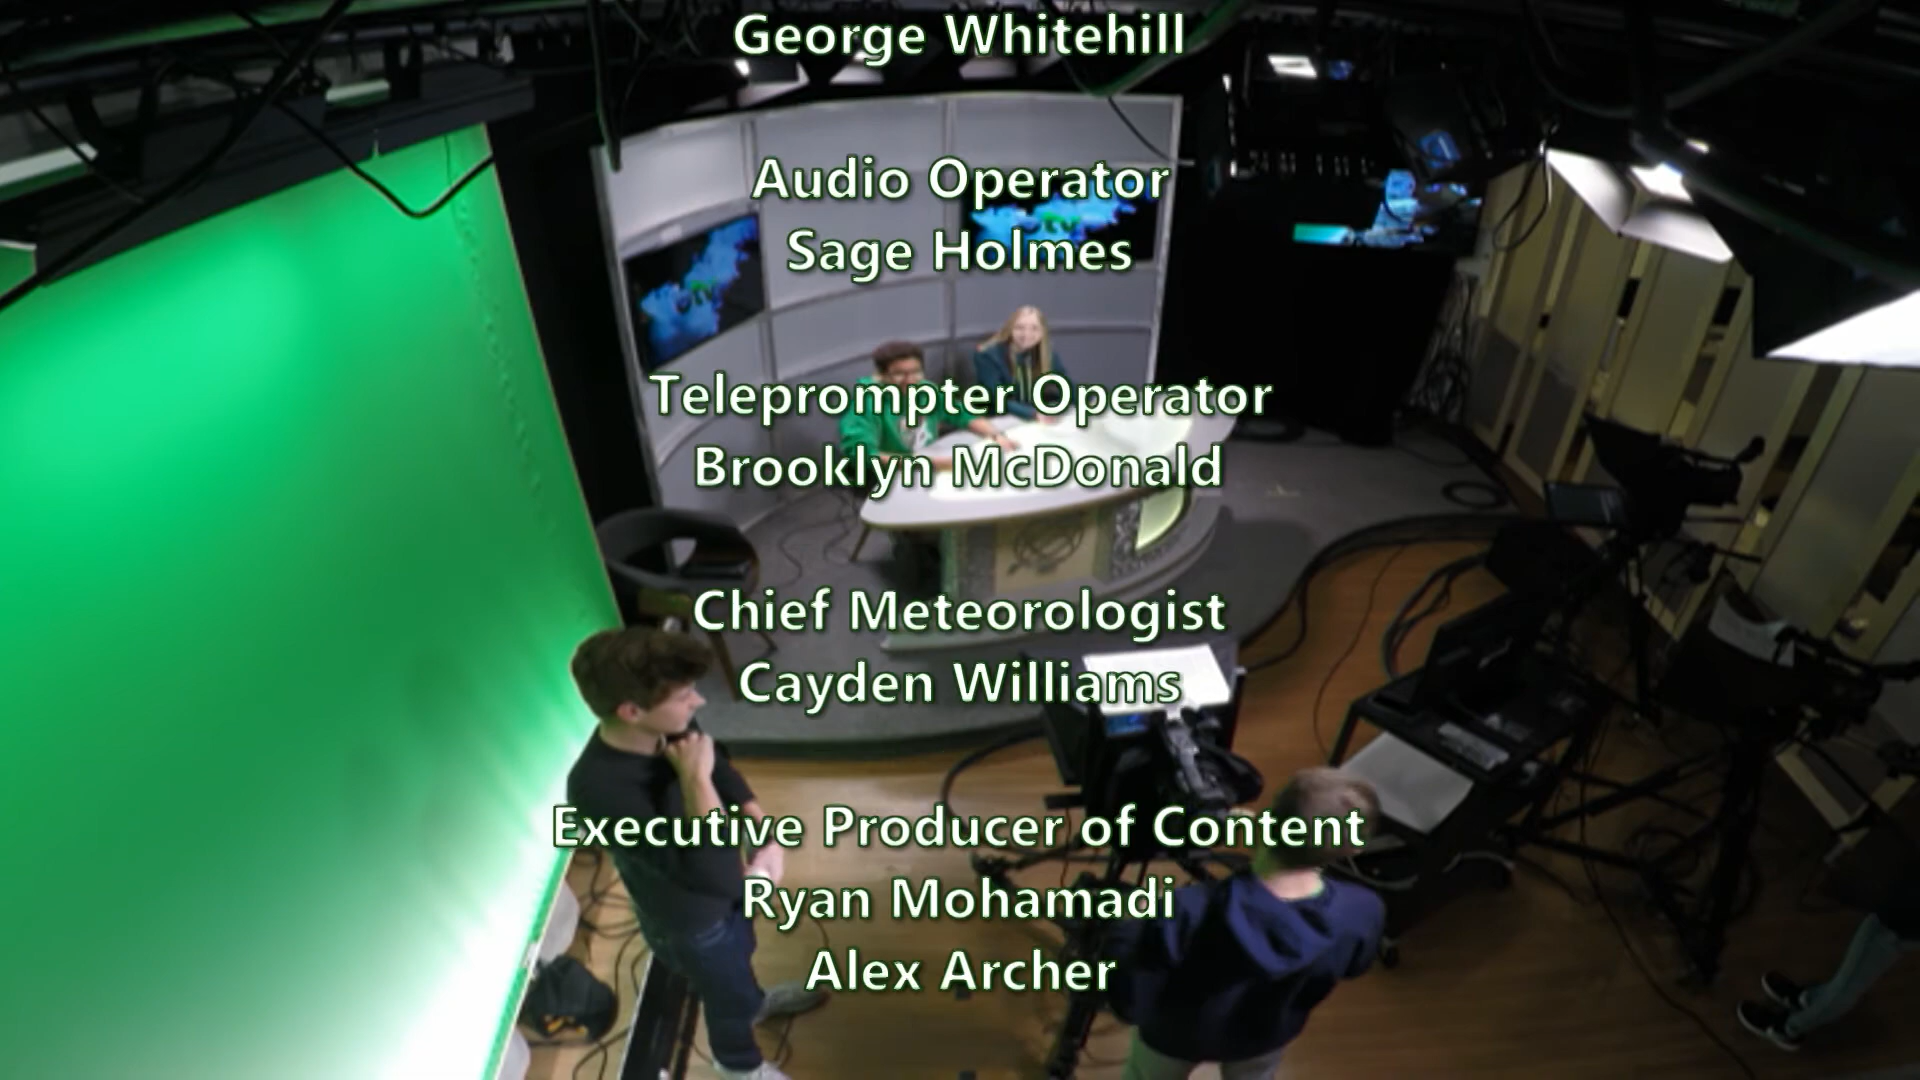 George Whitehill
Audio Operator
Sage Holmes
Teleprompter Operator
Brooklyn McDonald
Chief Meteorologist
Cayden Williams
Executive Producer of Content
Ryan Mohamadi
Alex Archer